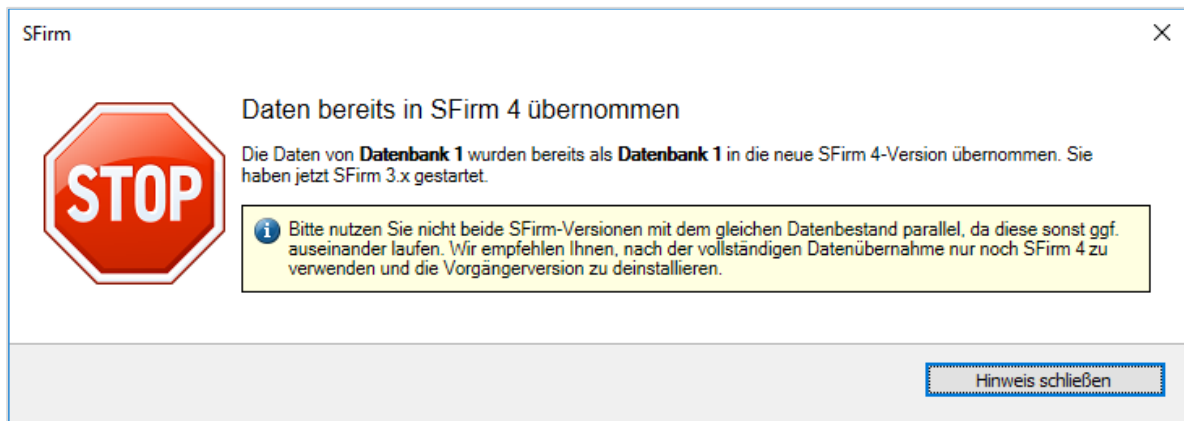 SFirm
Daten bereits in SFirm 4 übernommen
Die Daten von Datenbank 1 wurden bereits als Datenbank 1 in die neue SFirm 4-Version übernommen. Sie
haben jetzt SFirm 3.x gestartet.
STOP
Bitte nutzen Sie nicht beide SFirm-Versionen mit dem gleichen Datenbestand parallel, da diese sonst ggf.
auseinander laufen. Wir empfehlen Ihnen, nach der vollständigen Datenübernahme nur noch SFirm 4 zu
verwenden und die Vorgängerversion zu deinstallieren.
Hinweis schließen